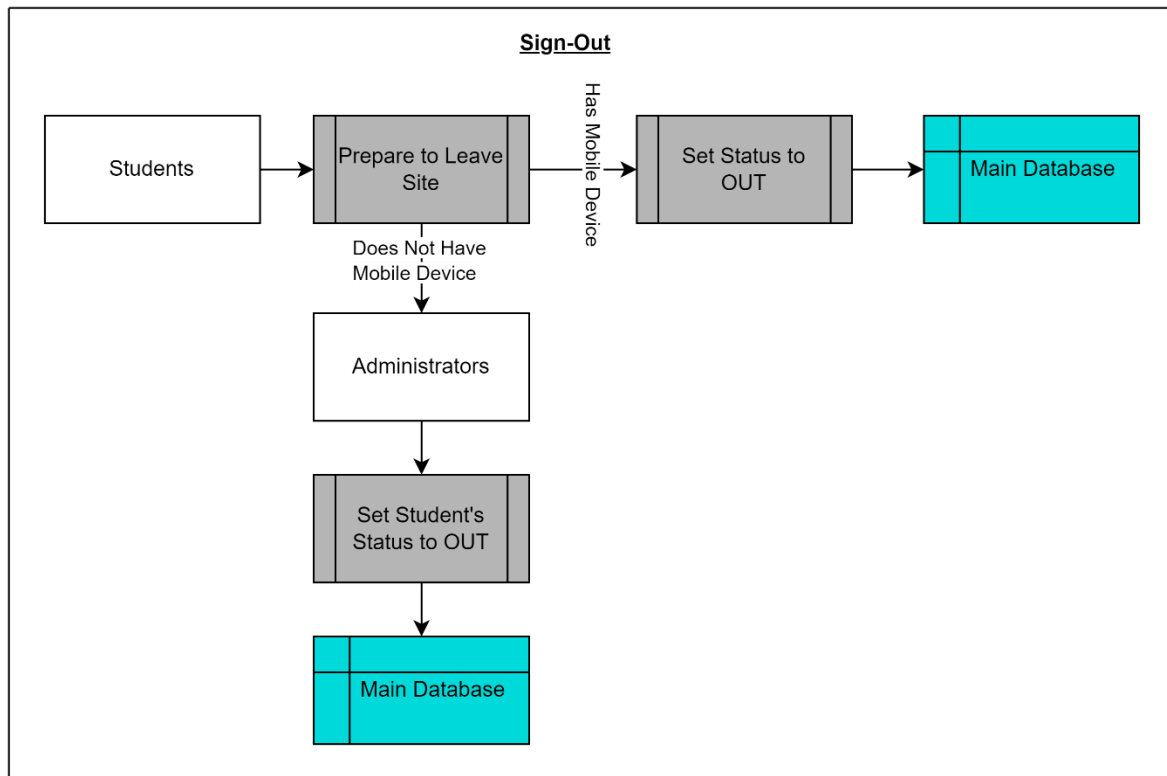 Sign-Out
Students
Prepare to Leave
Site
Has Mobile Device
Set Status to
OUT
Main Database
Does Not Have
Mobile Device
Administrators
Set Student's
Status to OUT
Main Database